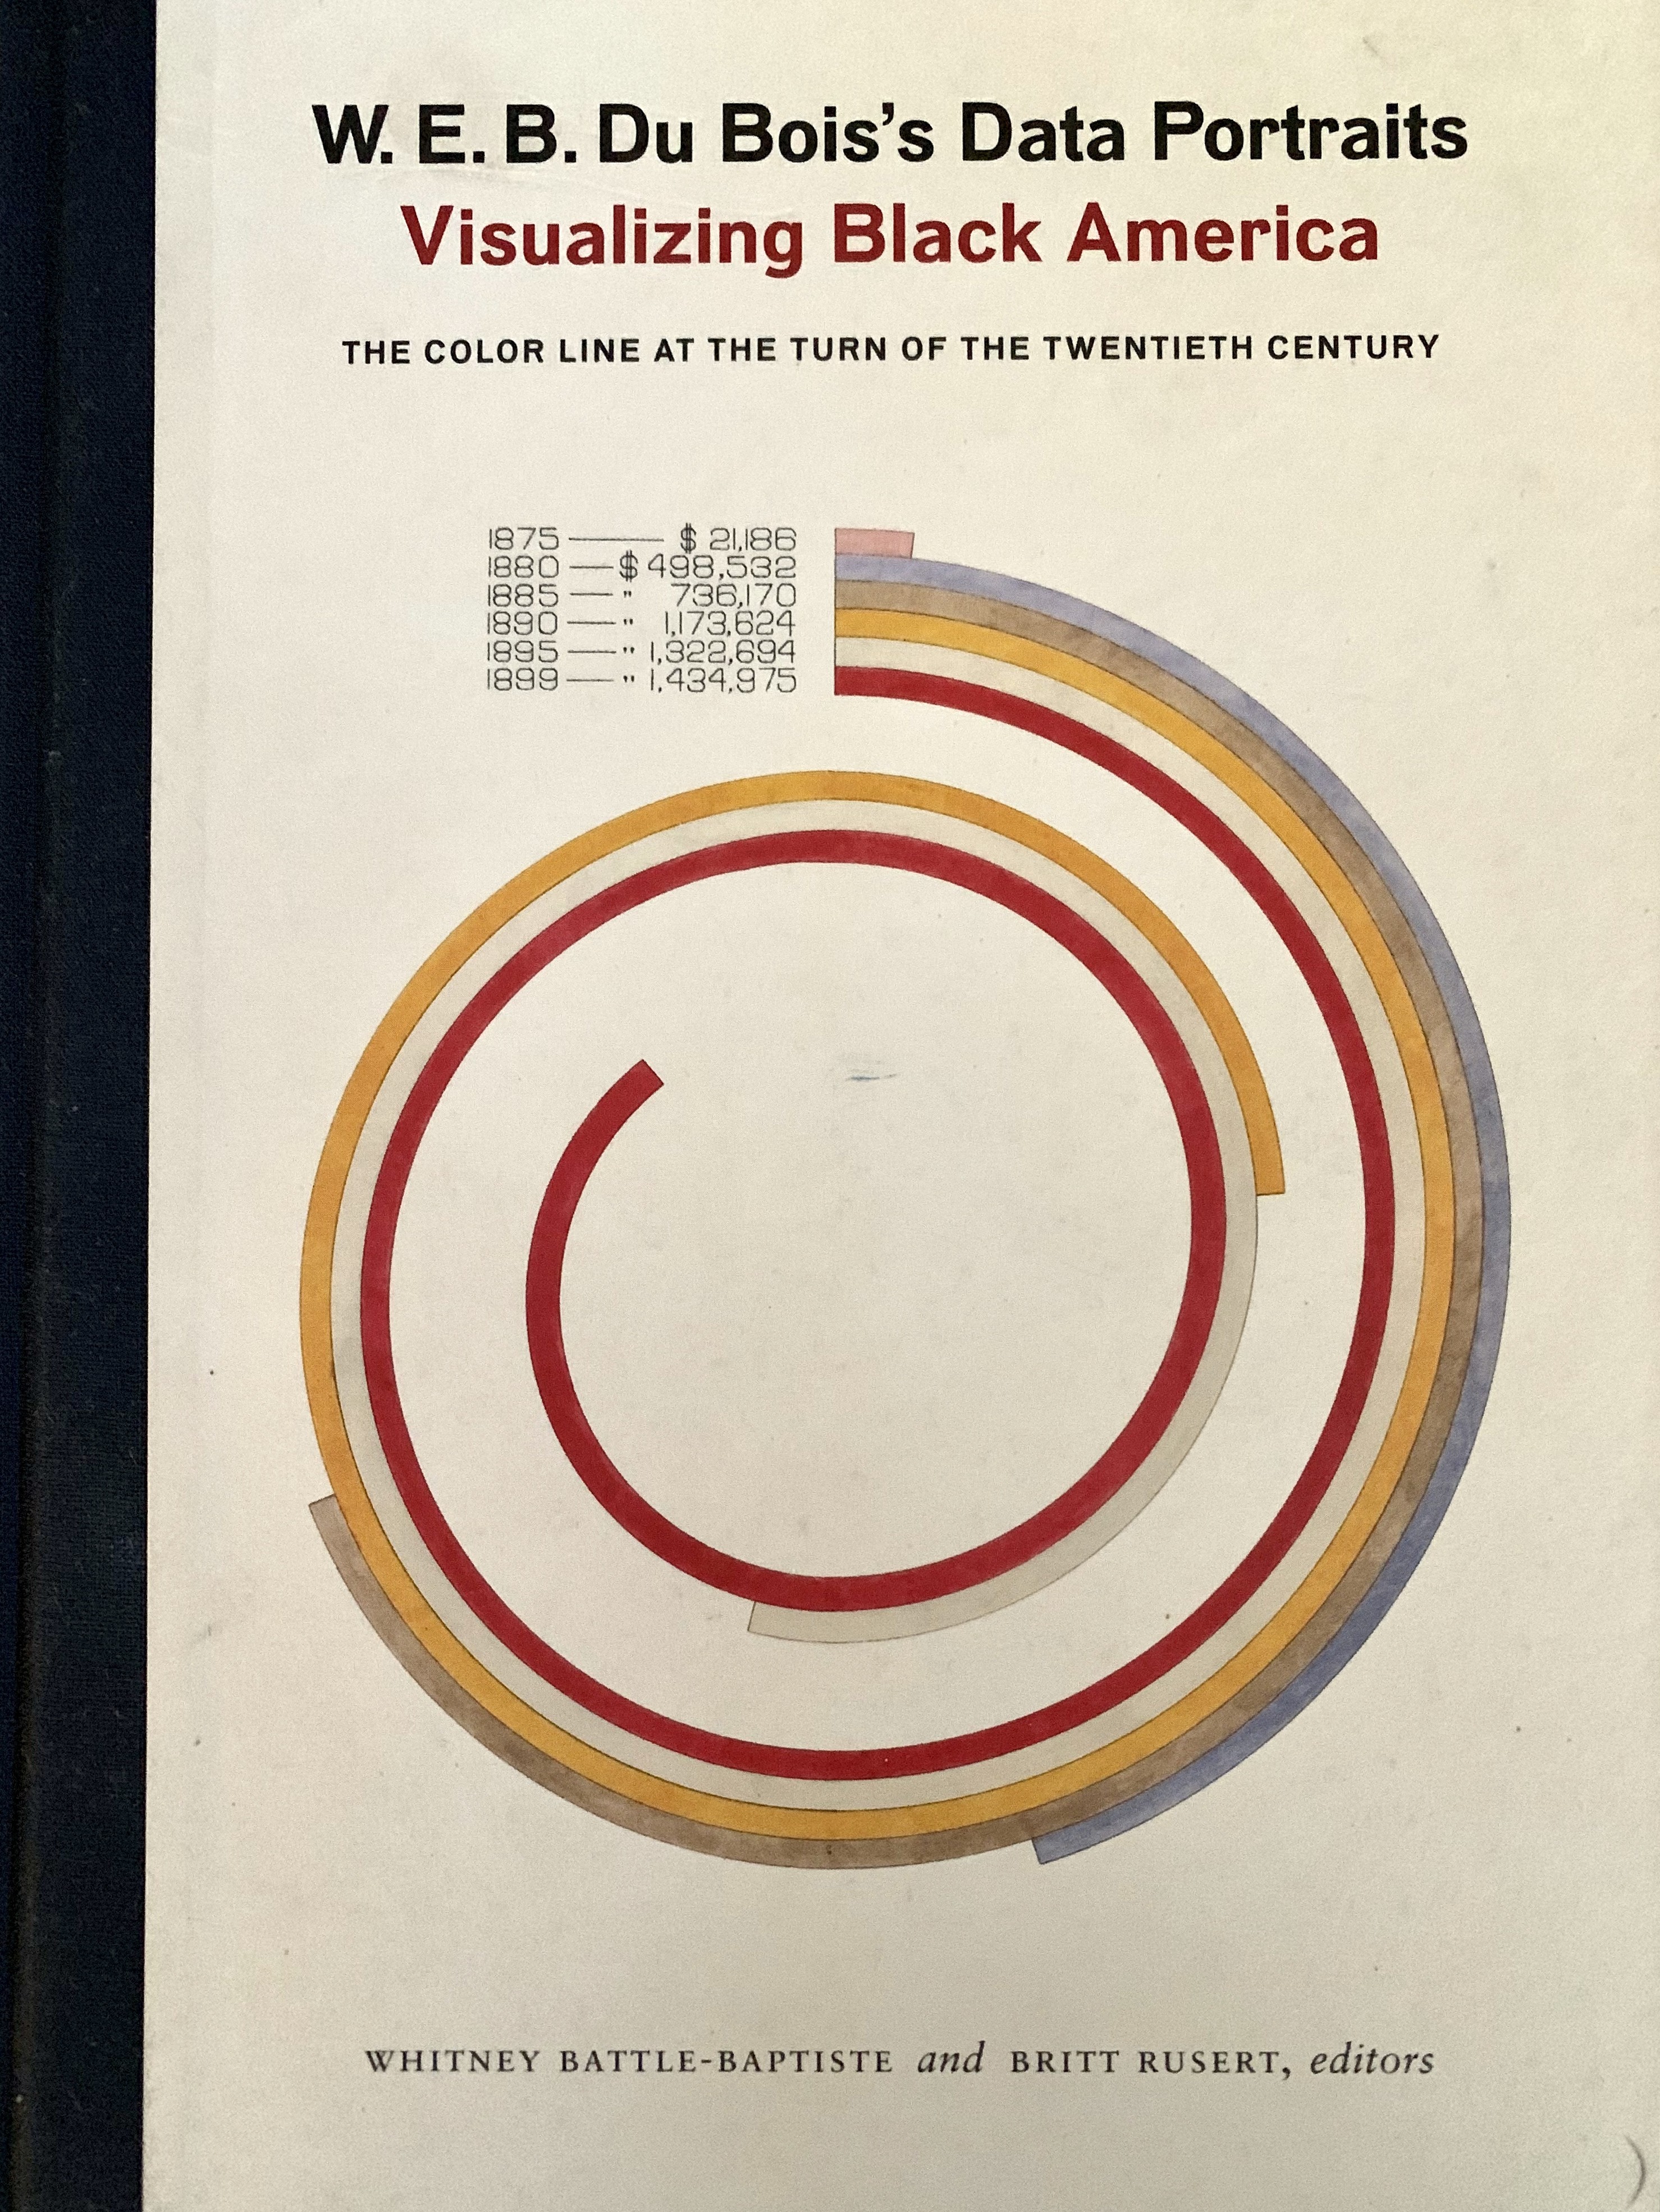 W. E. B. Du Bois’s Data Portraits
Visualizing Black America
THE COLOR LINE AT THE TURN OF THE TWENTIETH CENTURY
1875 —— $ 21,186
1880 — $ 498,532
1885 — " 736,170
1890 — " 1,173,624
1895 — " 1,322,694
1899 — " 1,434,975
WHITNEY BATTLE-BAPTISTE and BRITT RUSERT, editors